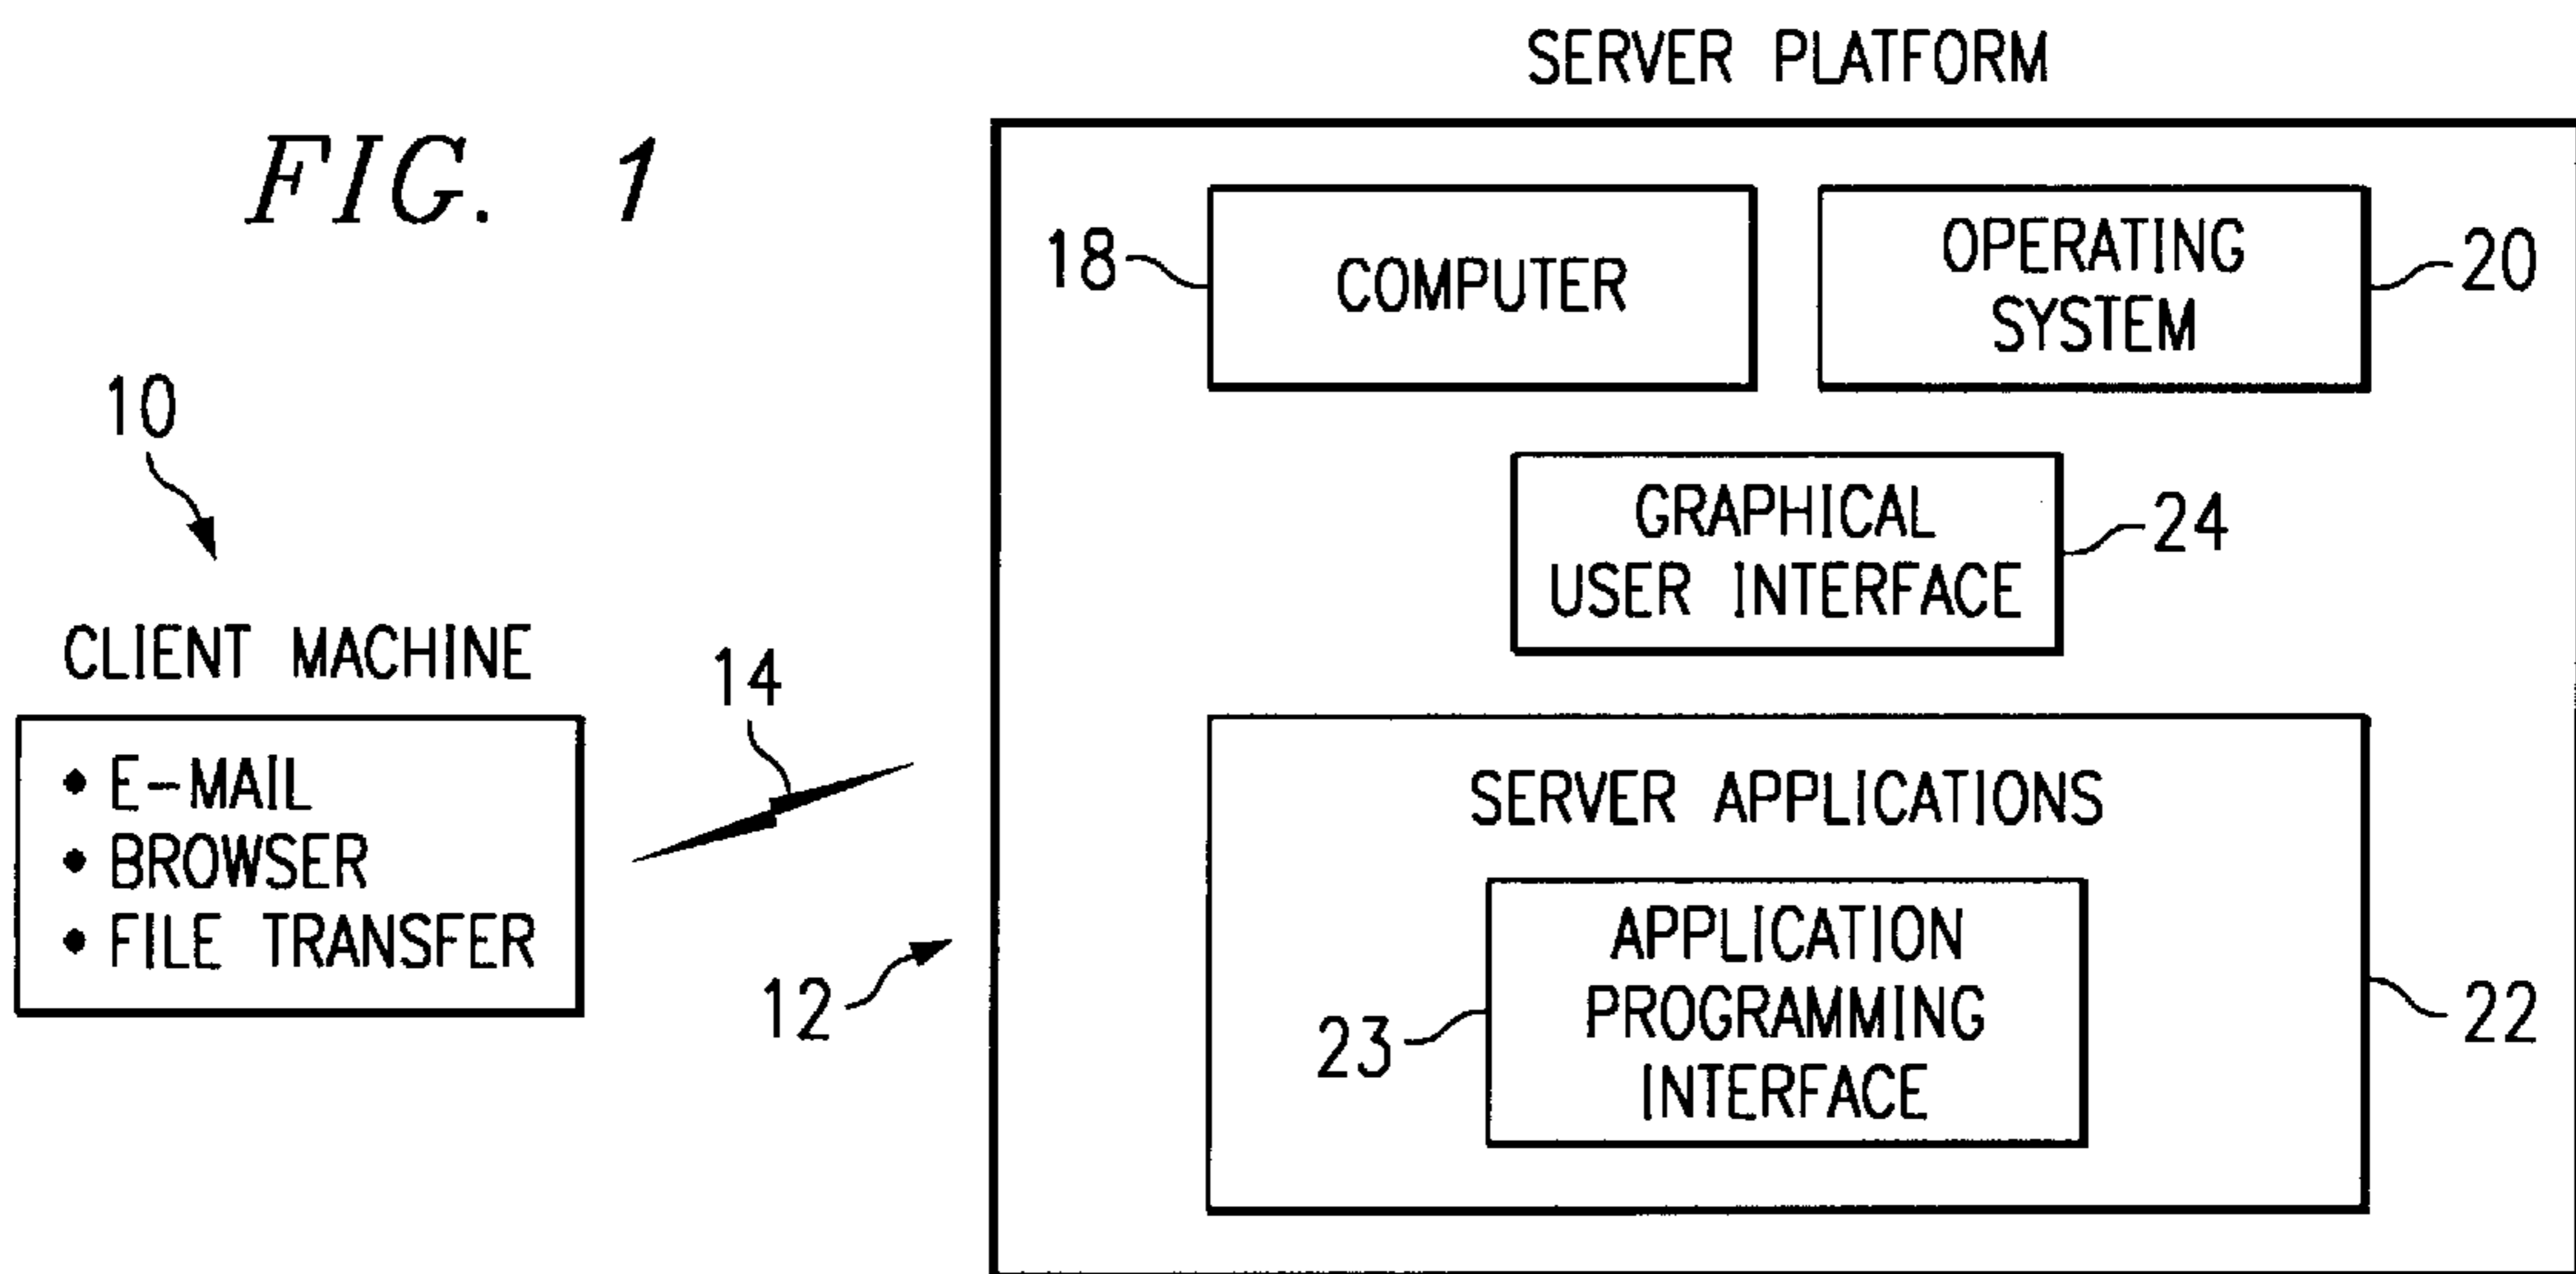 FIG. 1
SERVER PLATFORM
18
COMPUTER
OPERATING
SYSTEM
20
GRAPHICAL
USER INTERFACE
24
10
CLIENT MACHINE
• E-MAIL
• BROWSER
• FILE TRANSFER
14
12
SERVER APPLICATIONS
APPLICATION
PROGRAMMING
INTERFACE
23
22